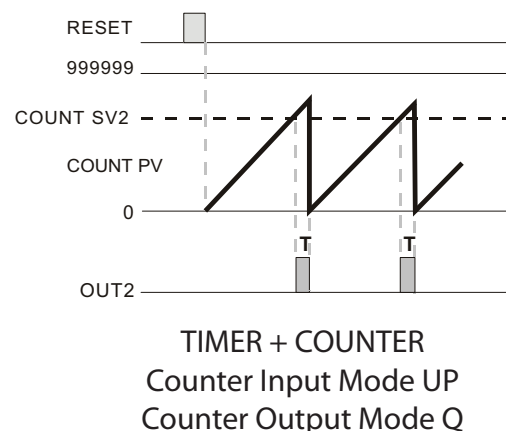 RESET
999999
COUNT SV2
COUNT PV
0
T T
OUT2
TIMER + COUNTER
Counter Input Mode UP
Counter Output Mode Q